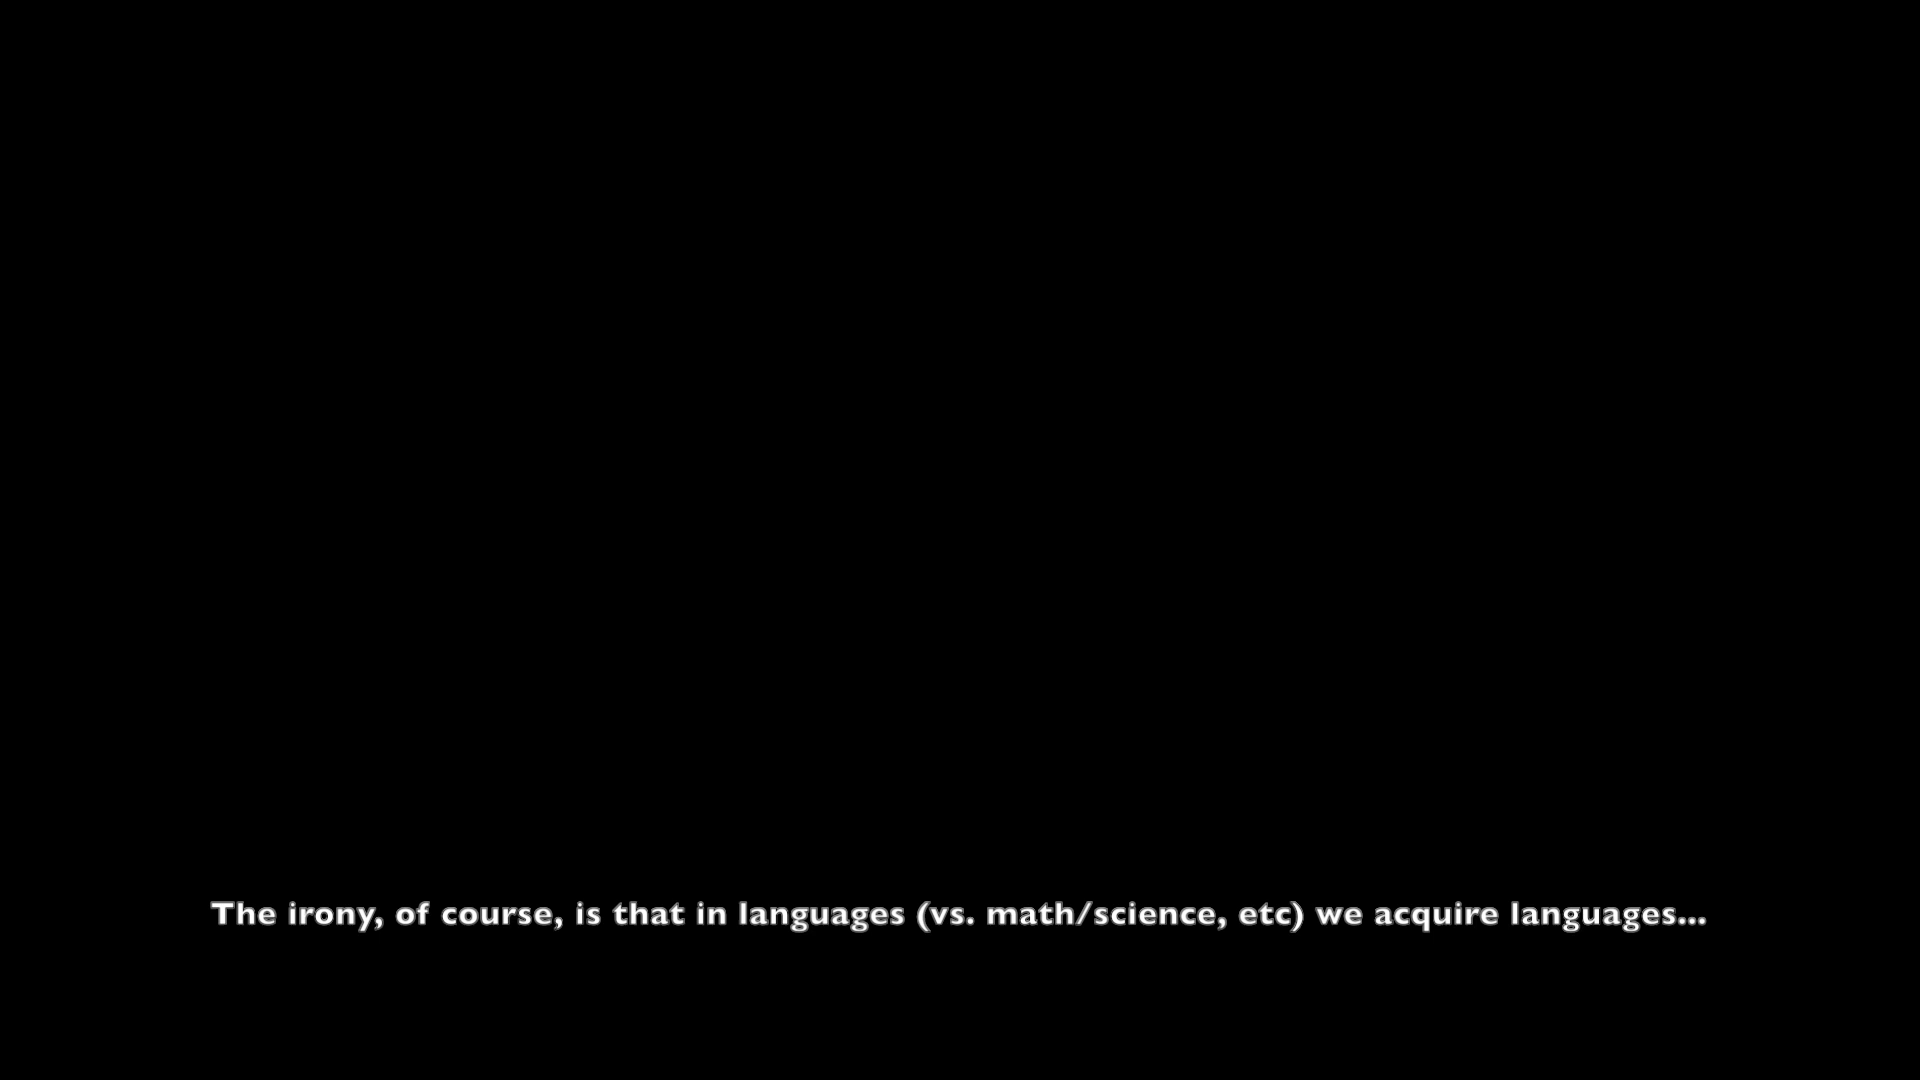 The irony, of course, is that in languages (vs. math/science, etc) we acquire languages...